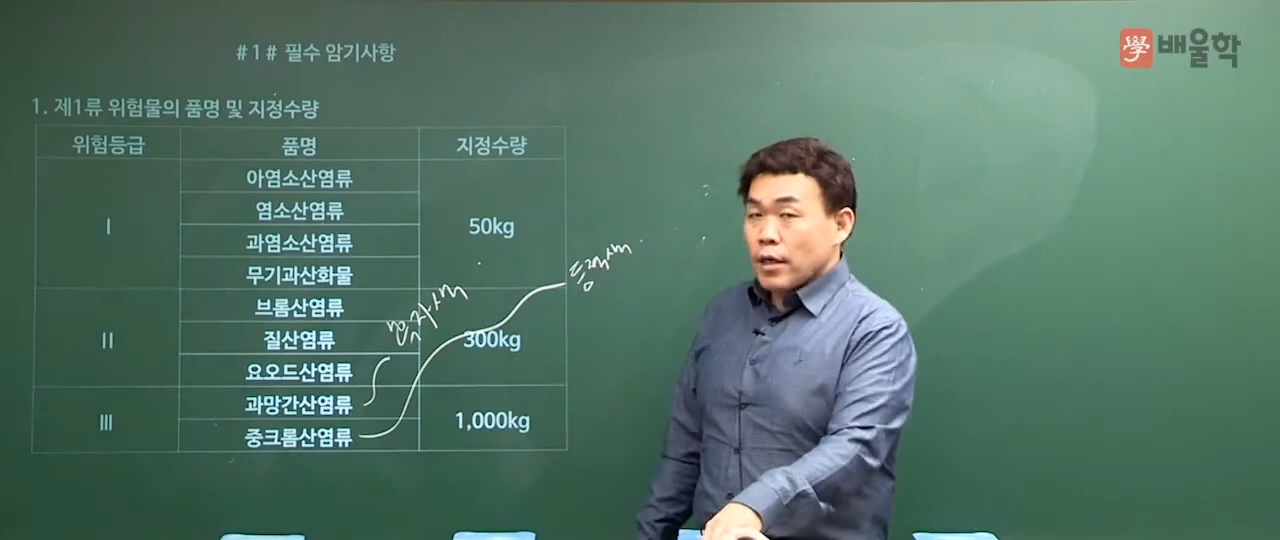 #1# 필수 암기사항
學 배울학
1. 제1류 위험물의 품명 및 지정수량
위험등급 품명 지정수량
아염소산염류
염소산염류
Ⅰ 50kg
과염소산염류
무기과산화물
브롬산염류
Ⅱ 질산염류 300kg
요오드산염류
과망간산염류
Ⅲ 1,000kg
중크롬산염류